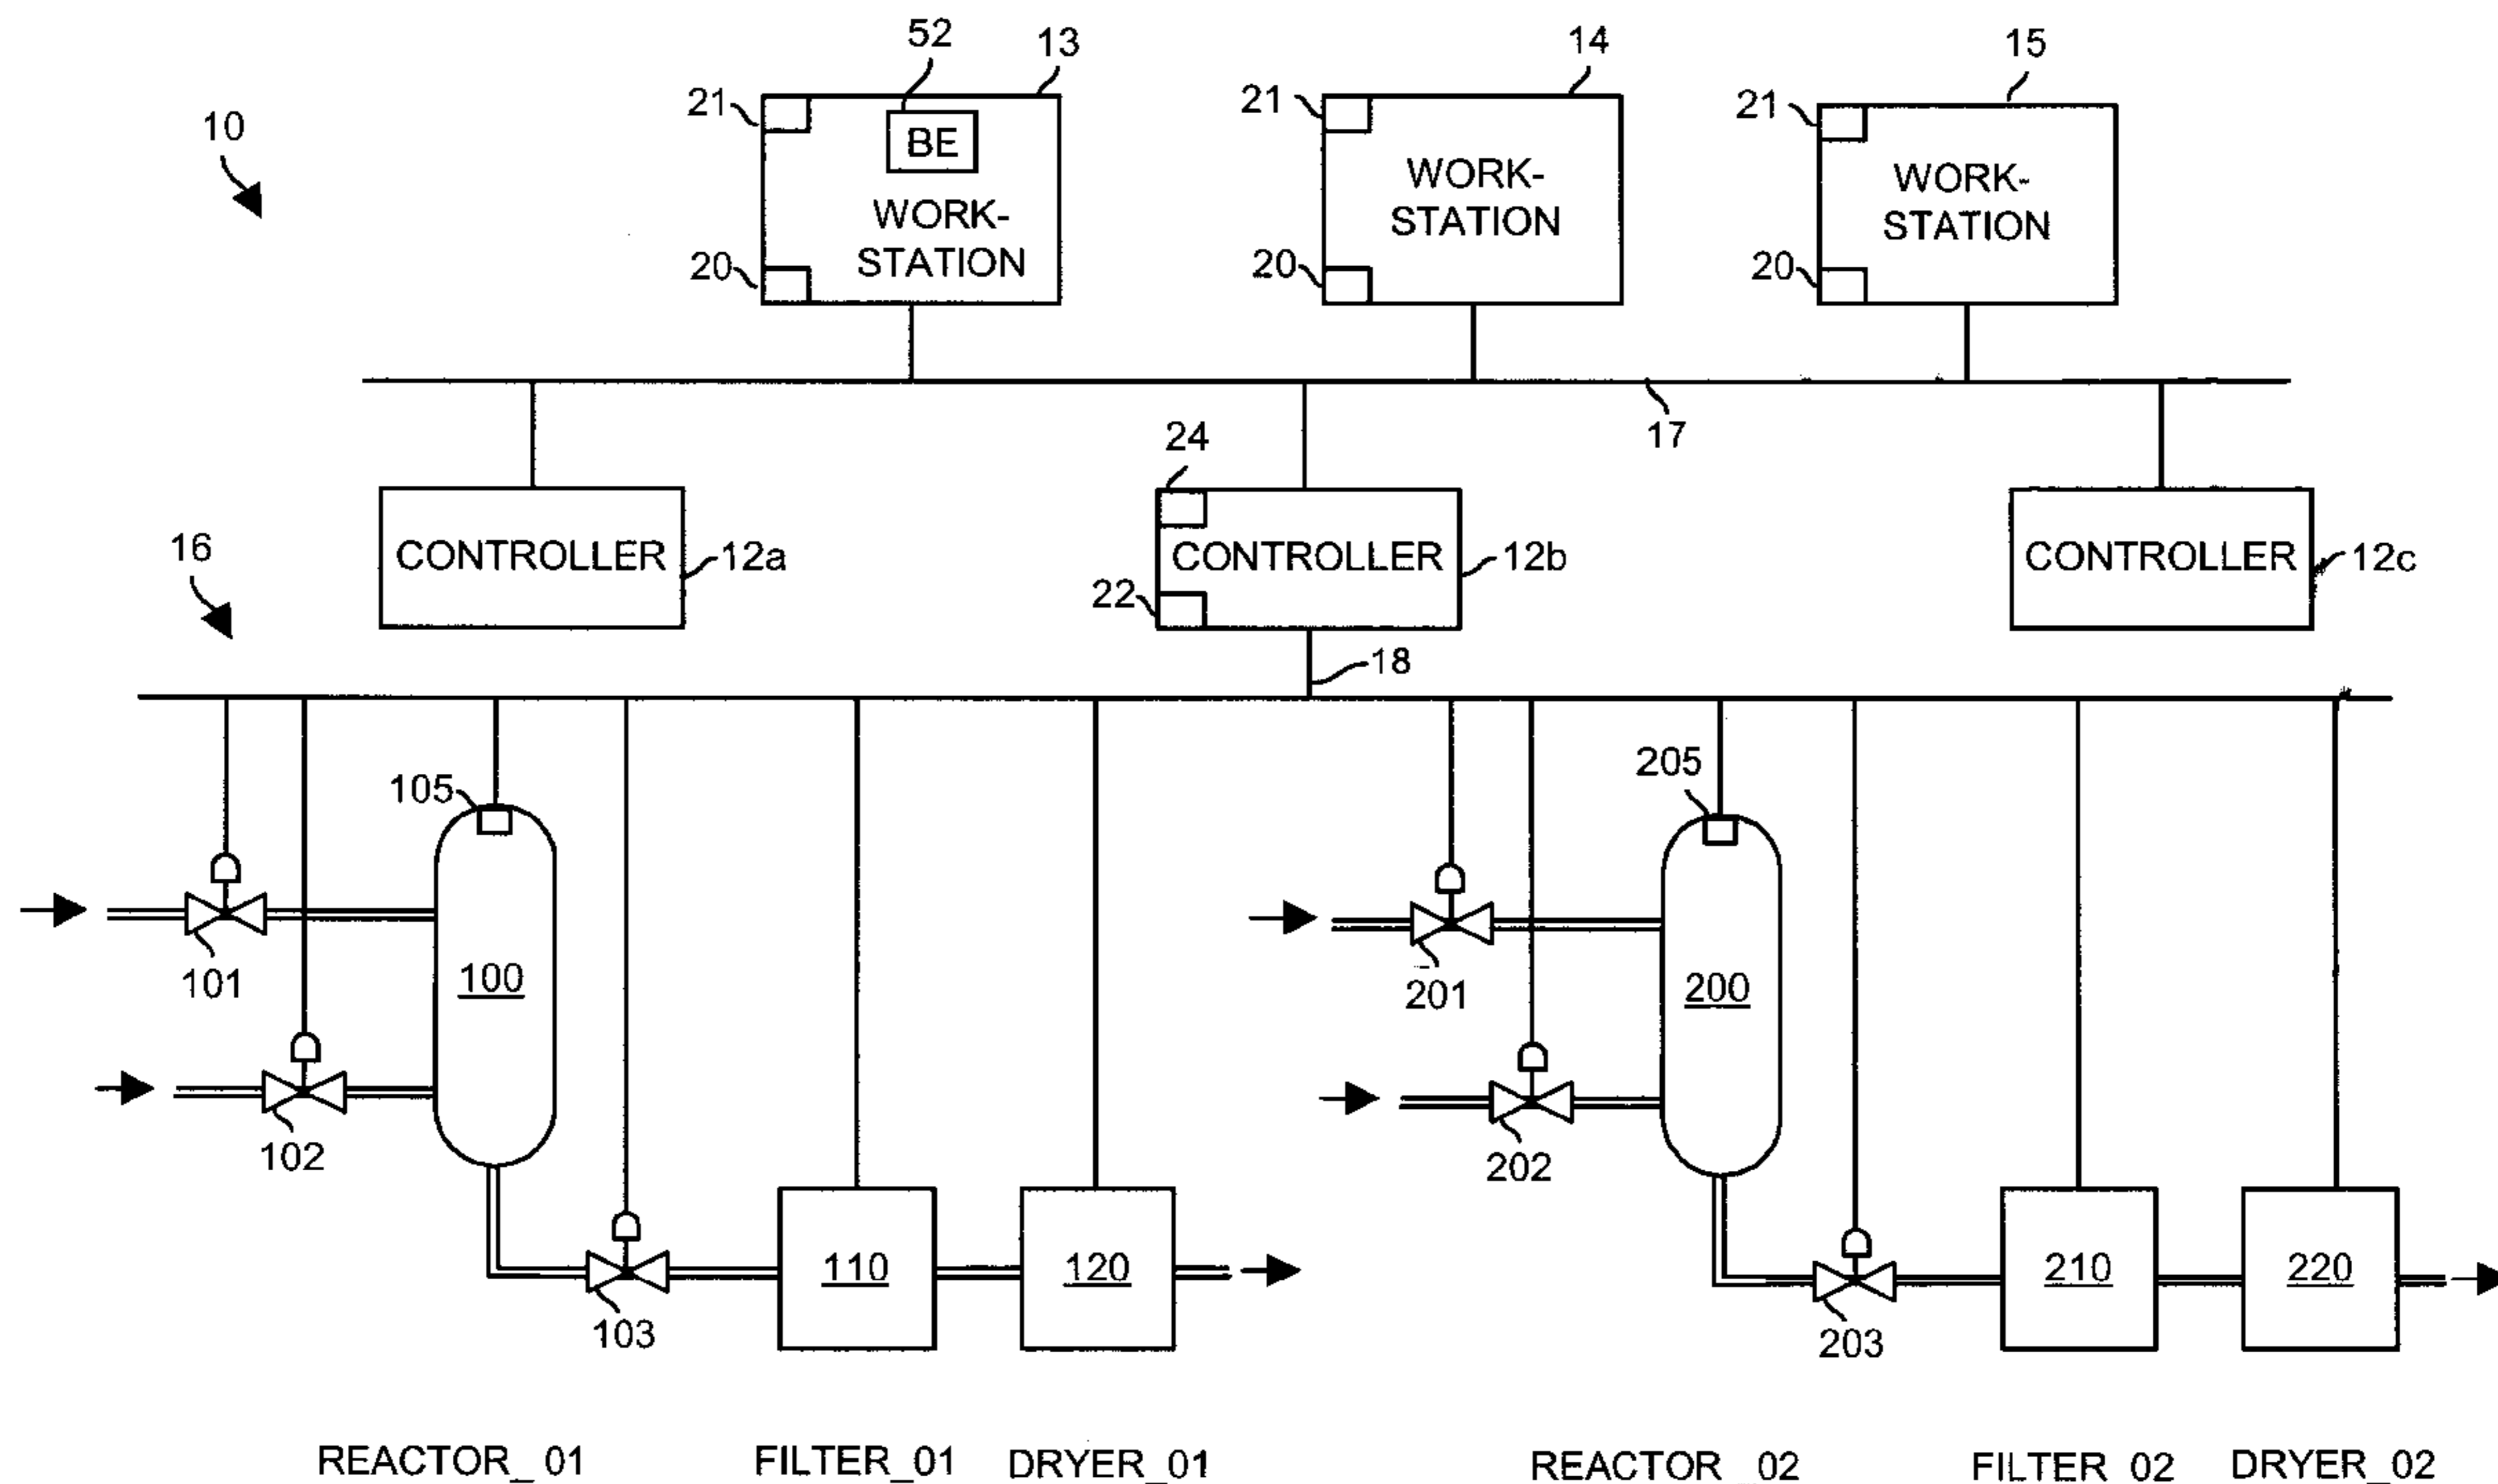 52
13
14
15
10
21
21
21
BE
WORK-
STATION
WORK-
STATION
WORK-
STATION
20
20
20
17
24
16
CONTROLLER
12a
CONTROLLER
12b
CONTROLLER
12c
22
18
105
205
101
100
201
200
102
202
103
110
120
203
210
220
REACTOR_01
FILTER_01
DRYER_01
REACTOR_02
FILTER_02
DRYER_02